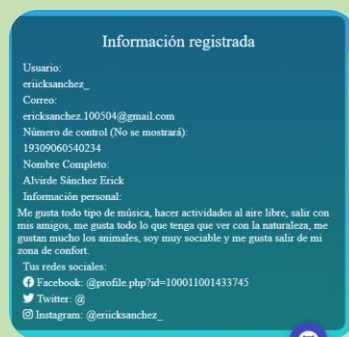 Información registrada
Usuario:
eriicksanchez_
Correo:
ericksanchez.100504@gmail.com
Número de control (No se mostrará):
19309060540234
Nombre Completo:
Alvirde Sánchez Erick
Información personal:
Me gusta todo tipo de música, hacer actividades al aire libre, salir con
mis amigos, me gusta todo lo que tenga que ver con la naturaleza, me
gustan mucho los animales, soy muy sociable y me gusta salir de mi
zona de confort.
Tus redes sociales:
Facebook: @profile.php?id=100011001433745
Twitter: @
Instagram: @eriicksanchez_